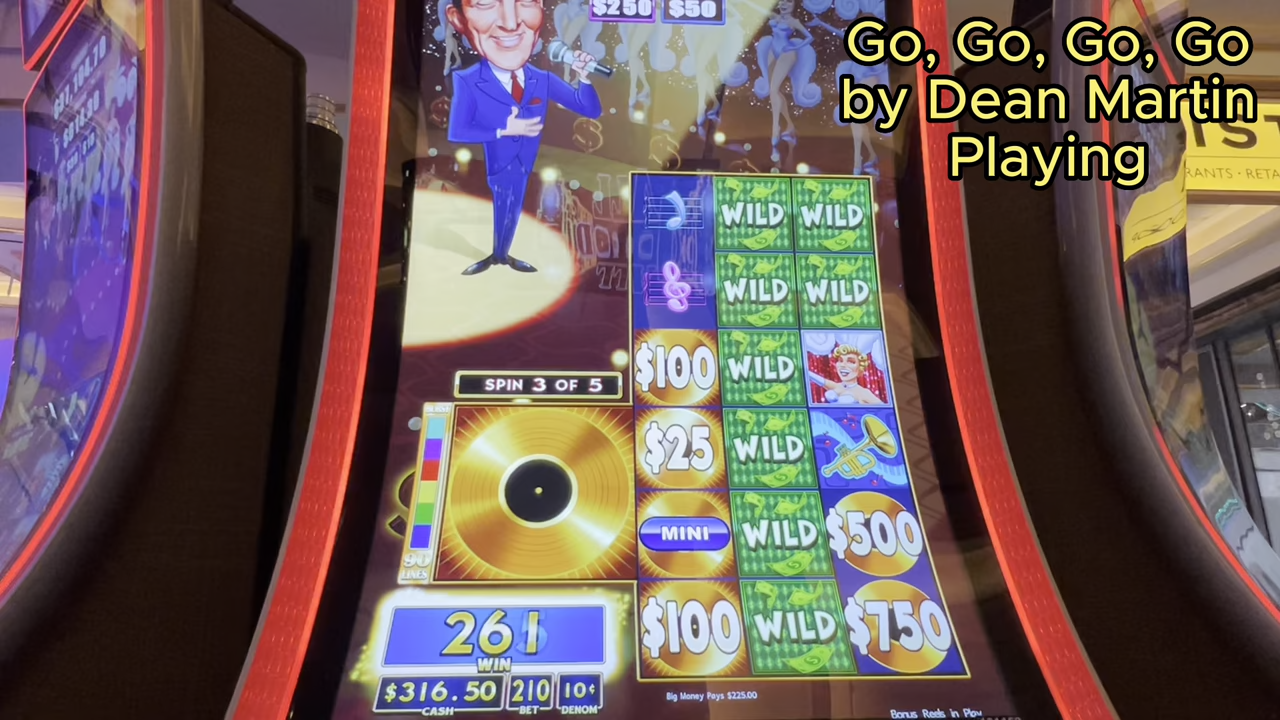 $250 $50
Go, Go, Go, Go
by Dean Martin
Playing
RANTS · RETA
WILD WILD
WILD WILD
$100 WILD
SPIN 3 OF 5
$25 WILD
MINI WILD $500
90
LINES
$100 WILD $750
261
WIN
$316.50 210 10¢
CASH BET DENOM
Big Money Pays $225.00
Bonus Reels in Play